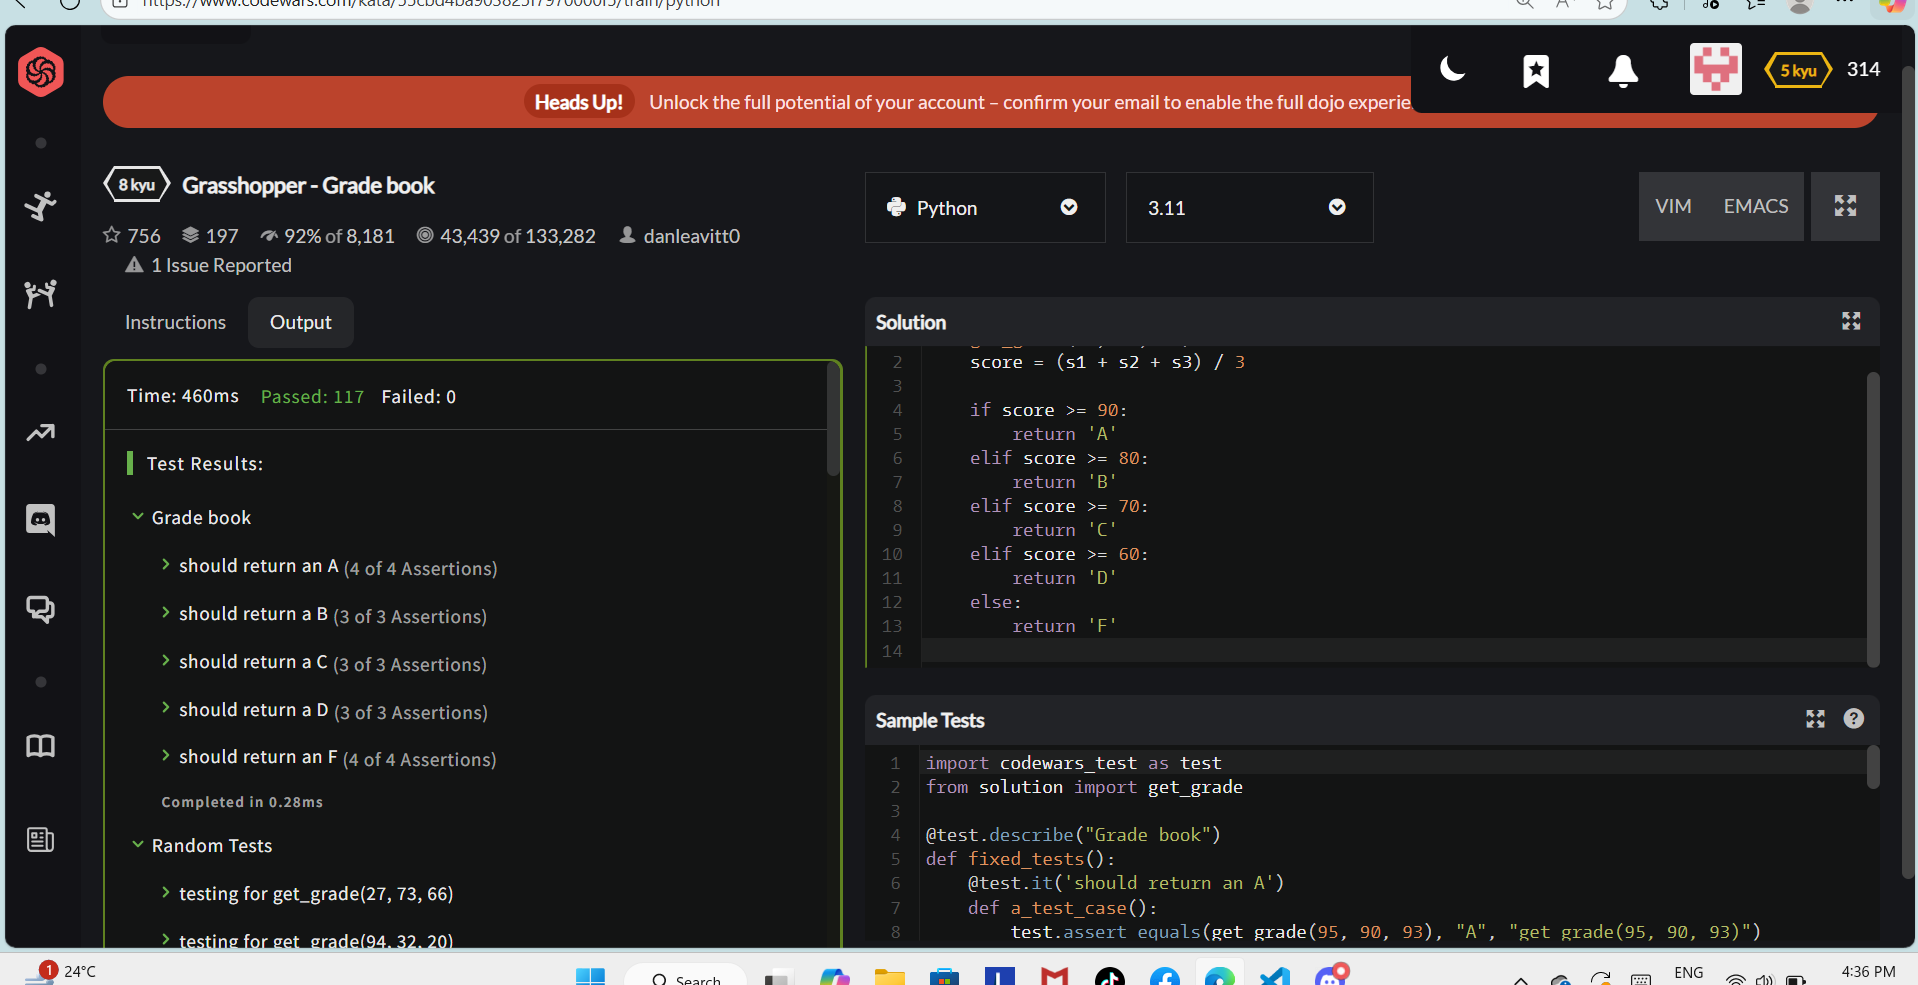 https://www.codewars.com/kata/55cbd4ba903825f7970000f5/train/python
Heads Up! Unlock the full potential of your account – confirm your email to enable the full dojo experie
5 kyu 314
8 kyu Grasshopper - Grade book
756 197 92% of 8,181 43,439 of 133,282 danleavitt0
1 Issue Reported
Python
3.11
VIM EMACS
Instructions Output
Time: 460ms Passed: 117 Failed: 0
Test Results:
Grade book
should return an A (4 of 4 Assertions)
should return a B (3 of 3 Assertions)
should return a C (3 of 3 Assertions)
should return a D (3 of 3 Assertions)
should return an F (4 of 4 Assertions)
Completed in 0.28ms
Random Tests
testing for get_grade(27, 73, 66)
testing for get_grade(94, 32, 20)
Solution
2 score = (s1 + s2 + s3) / 3
3
4 if score >= 90:
5 return 'A'
6 elif score >= 80:
7 return 'B'
8 elif score >= 70:
9 return 'C'
10 elif score >= 60:
11 return 'D'
12 else:
13 return 'F'
14
Sample Tests
1 import codewars_test as test
2 from solution import get_grade
3
4 @test.describe("Grade book")
5 def fixed_tests():
6 @test.it('should return an A')
7 def a_test_case():
8 test.assert_equals(get_grade(95, 90, 93), "A", "get_grade(95, 90, 93)")
1 24°C
Search
ENG
4:36 PM